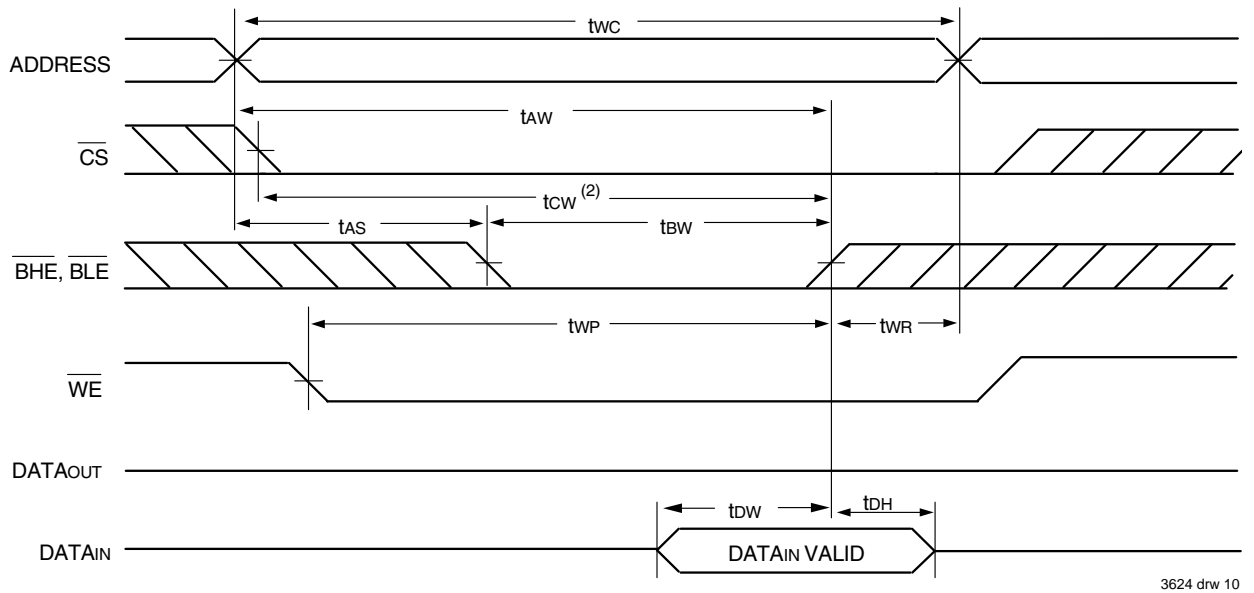 tWC
ADDRESS
tAW
CS
tCW (2)
tAS
tBW
BHE, BLE
tWP
tWR
WE
DATAOUT
tDW
tDH
DATAIN
DATAIN VALID
3624 drw 10